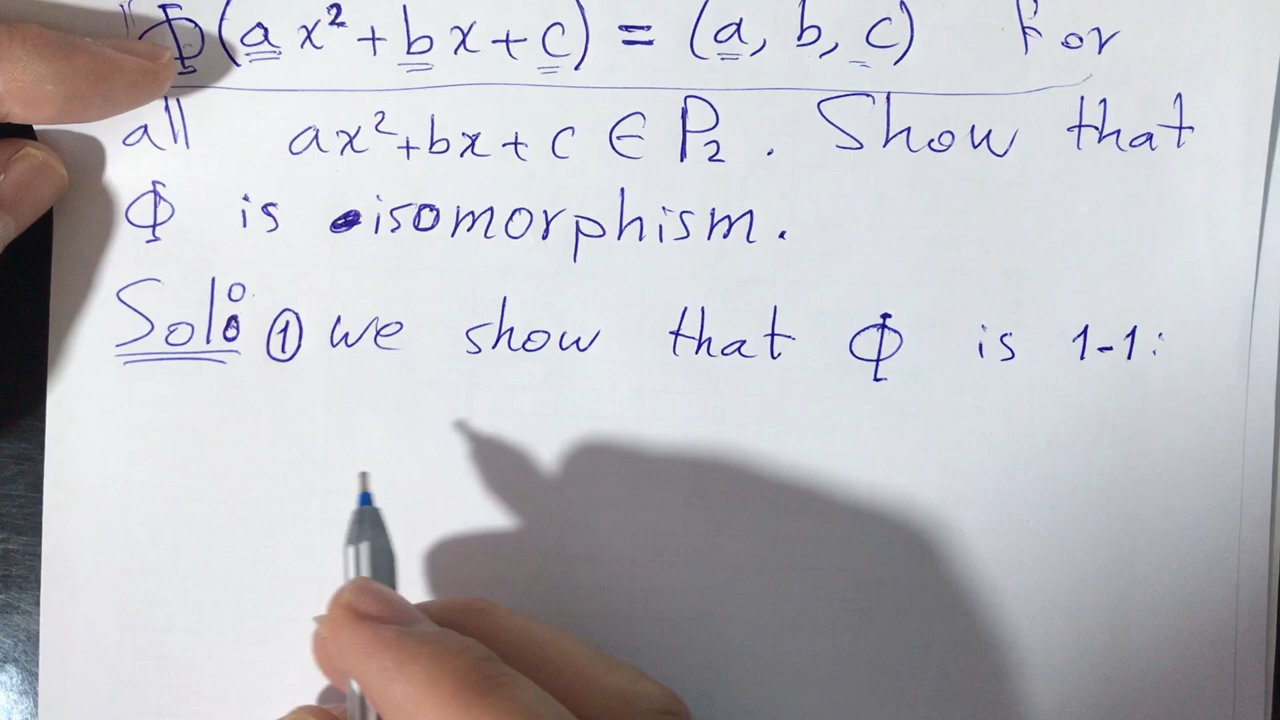 Φ(ax²+bx+c) = (a, b, c) For
all ax²+bx+c ∈ P₂. Show that
Φ is isomorphism.
Sol: ① we show that Φ is 1-1: